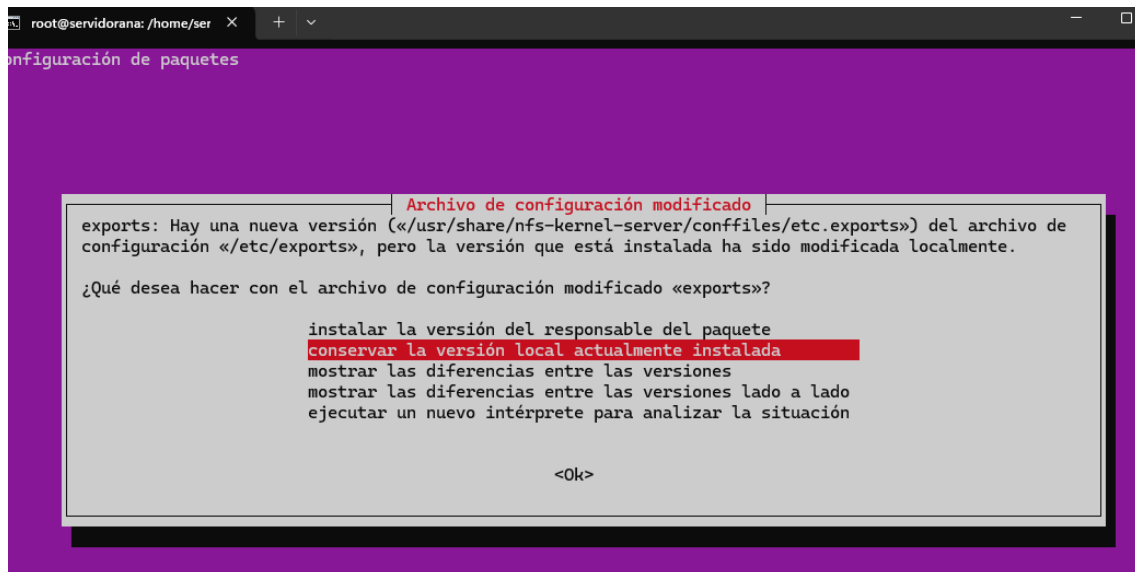 root@servidorana: /home/ser
onfiguración de paquetes
Archivo de configuración modificado
exports: Hay una nueva versión («/usr/share/nfs-kernel-server/conffiles/etc.exports») del archivo de
configuración «/etc/exports», pero la versión que está instalada ha sido modificada localmente.
¿Qué desea hacer con el archivo de configuración modificado «exports»?
instalar la versión del responsable del paquete
conservar la versión local actualmente instalada
mostrar las diferencias entre las versiones
mostrar las diferencias entre las versiones lado a lado
ejecutar un nuevo intérprete para analizar la situación
<Ok>